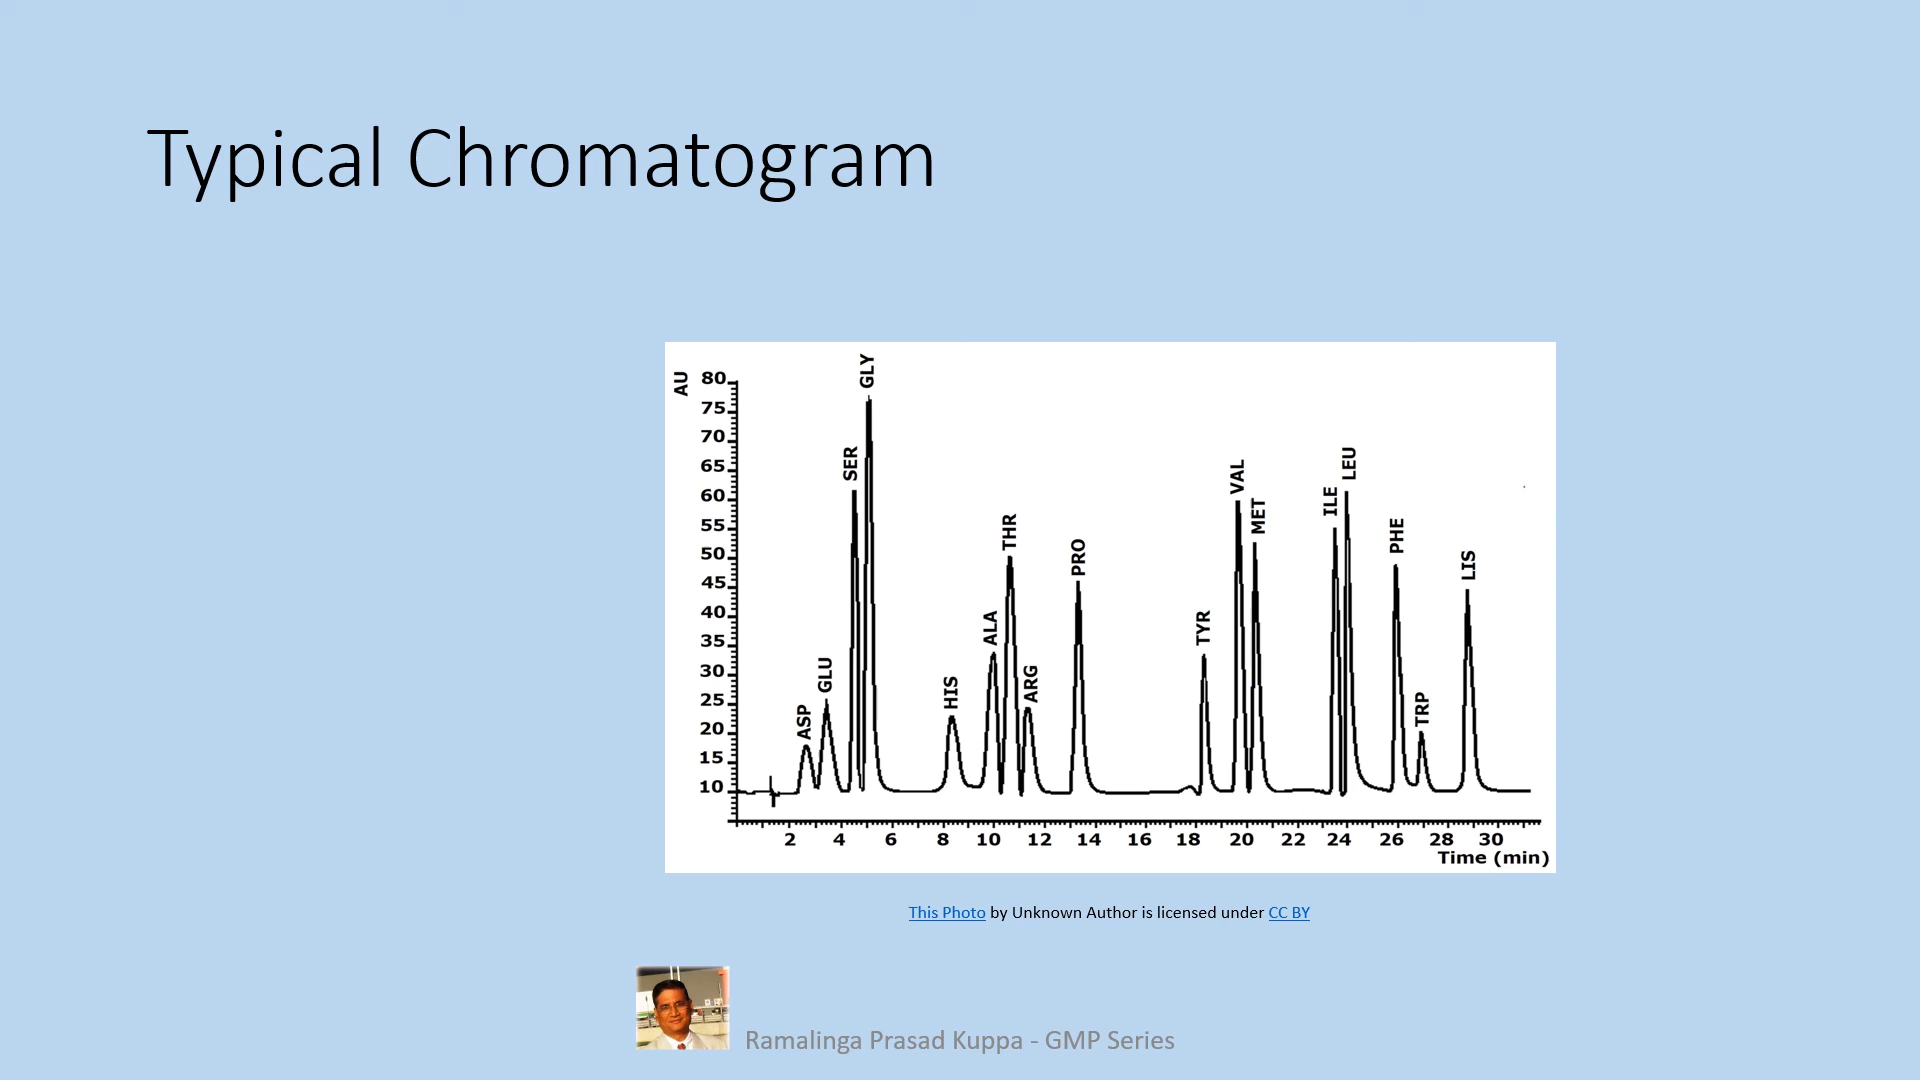 Typical Chromatogram
AU
80
75
70
65
60
55
50
45
40
35
30
25
20
15
10
ASP
GLU
SER
GLY
HIS
ALA
THR
ARG
PRO
TYR
VAL
MET
ILE
LEU
PHE
TRP
LIS
2 4 6 8 10 12 14 16 18 20 22 24 26 28 30
Time (min)
This Photo by Unknown Author is licensed under CC BY
Ramalinga Prasad Kuppa - GMP Series